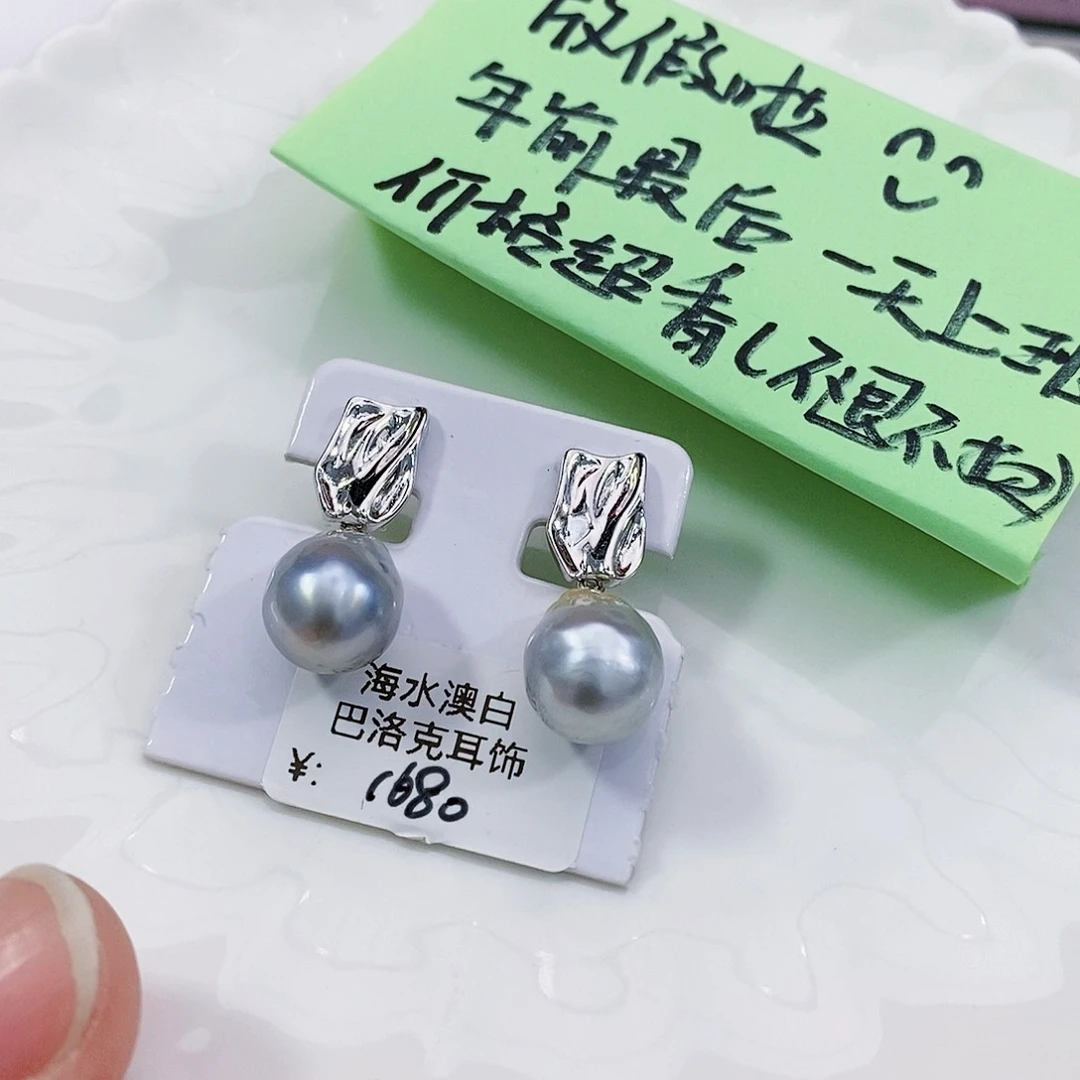 放假啦
年前最后一天上班
价格超香(不退不换)
海水澳白
巴洛克耳饰
¥: 1680